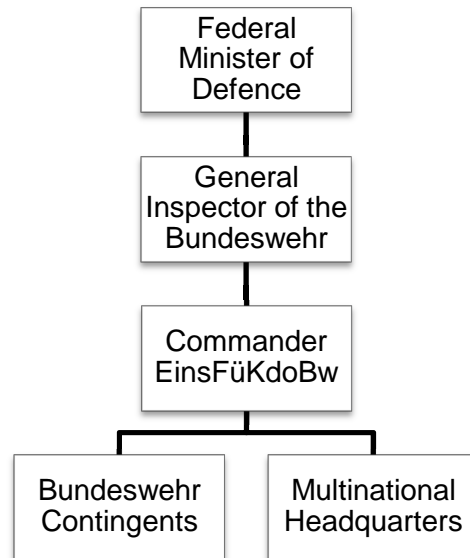 Federal
Minister of
Defence
General
Inspector of the
Bundeswehr
Commander
EinsFüKdoBw
Bundeswehr
Contingents
Multinational
Headquarters